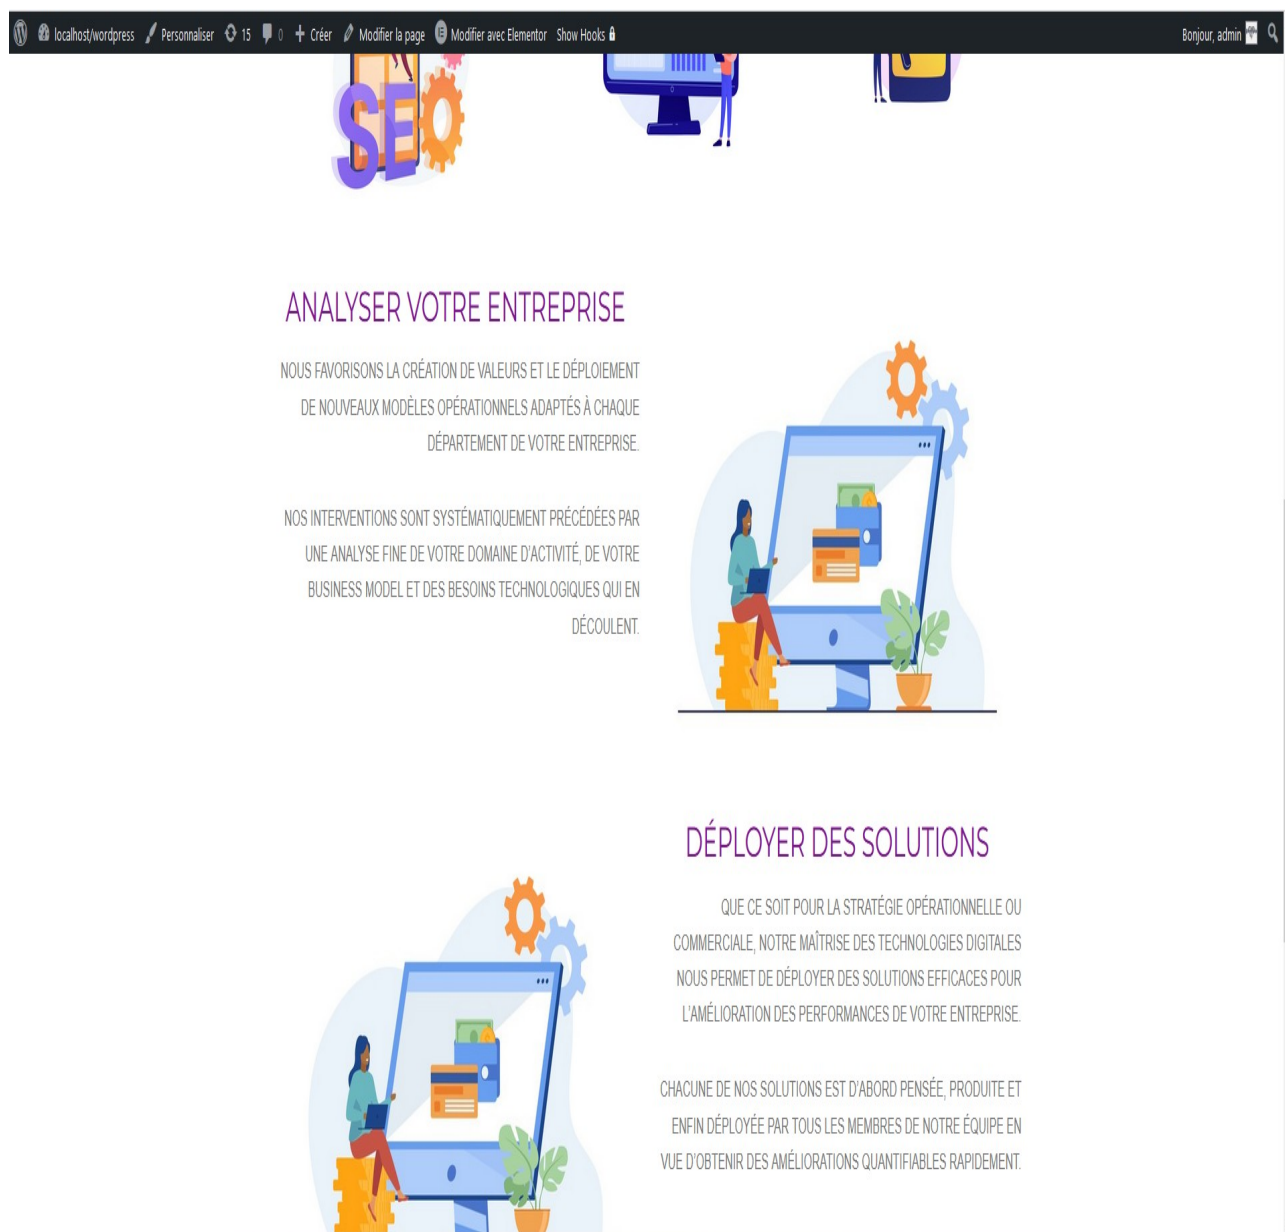 localhost/wordpress Personnaliser 15 0 Créer Modifier la page Modifier avec Elementor Show Hooks Bonjour, admin
SEO
ANALYSER VOTRE ENTREPRISE
NOUS FAVORISONS LA CRÉATION DE VALEURS ET LE DÉPLOIEMENT
DE NOUVEAUX MODÈLES OPÉRATIONNELS ADAPTÉS À CHAQUE
DÉPARTEMENT DE VOTRE ENTREPRISE.
NOS INTERVENTIONS SONT SYSTÉMATIQUEMENT PRÉCÉDÉES PAR
UNE ANALYSE FINE DE VOTRE DOMAINE D'ACTIVITÉ, DE VOTRE
BUSINESS MODEL ET DES BESOINS TECHNOLOGIQUES QUI EN
DÉCOULENT.
DÉPLOYER DES SOLUTIONS
QUE CE SOIT POUR LA STRATÉGIE OPÉRATIONNELLE OU
COMMERCIALE, NOTRE MAÎTRISE DES TECHNOLOGIES DIGITALES
NOUS PERMET DE DÉPLOYER DES SOLUTIONS EFFICACES POUR
L'AMÉLIORATION DES PERFORMANCES DE VOTRE ENTREPRISE.
CHACUNE DE NOS SOLUTIONS EST D'ABORD PENSÉE, PRODUITE ET
ENFIN DÉPLOYÉE PAR TOUS LES MEMBRES DE NOTRE ÉQUIPE EN
VUE D'OBTENIR DES AMÉLIORATIONS QUANTIFIABLES RAPIDEMENT.